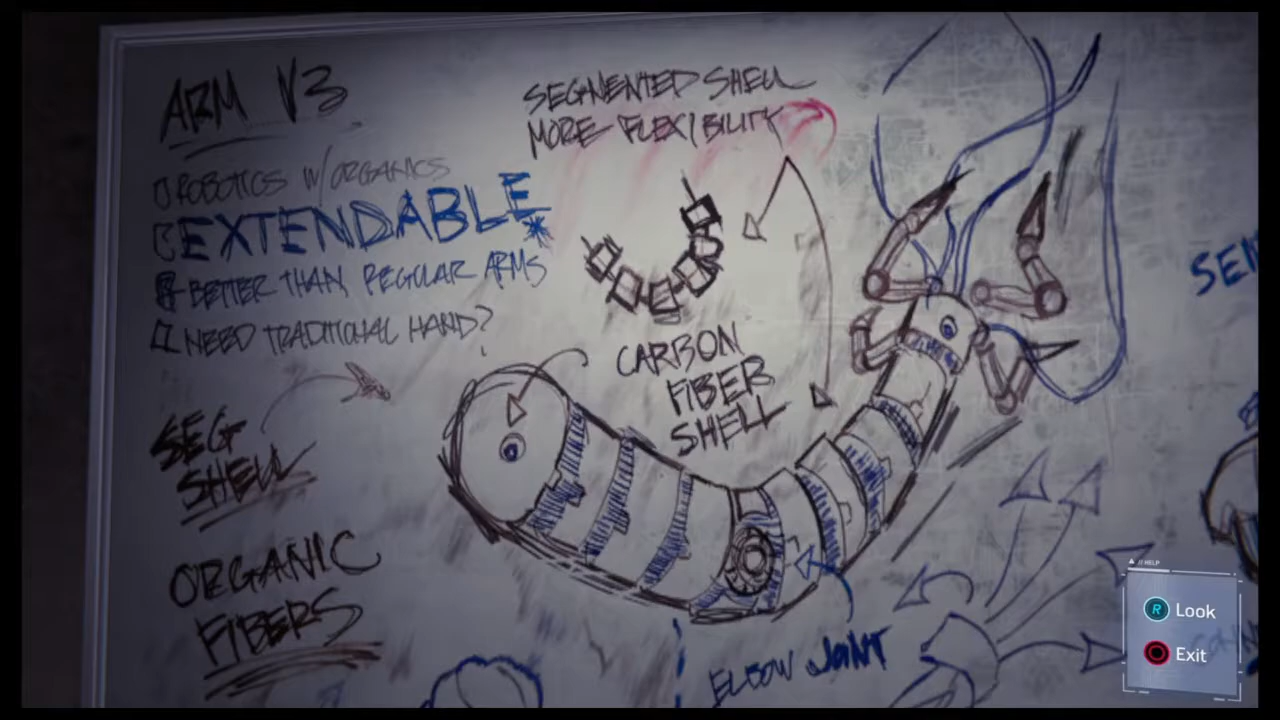 ARM V3
ROBOTICS W/ORGANICS
EXTENDABLE*
BETTER THAN REGULAR ARMS
NEED TRADITIONAL HAND?
SEGMENTED SHELL
MORE FLEXIBILITY
CARBON
FIBER
SHELL
SEG
SHELL
ORGANIC
FIBERS
ELBOW JOINT
// HELP
R Look
Exit